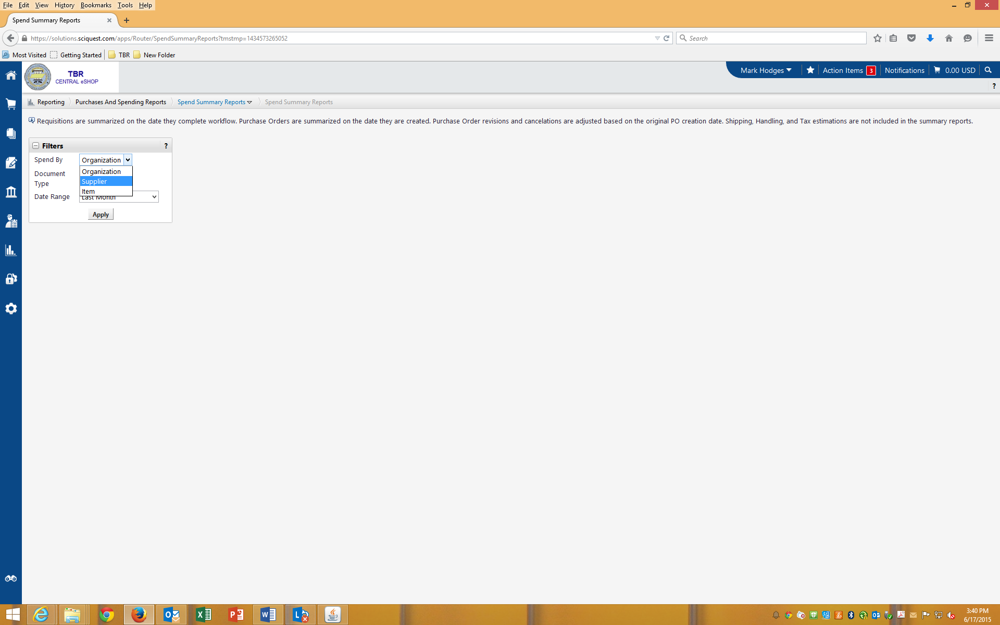 File Edit View History Bookmarks Tools Help
Spend Summary Reports
https://solutions.sciquest.com/apps/Router/SpendSummaryReports?tmstmp=1434573265052
Search
Most Visited Getting Started TBR New Folder
TBR
CENTRAL eSHOP
Mark Hodges Action Items 3 Notifications 0.00 USD
?
Reporting Purchases And Spending Reports Spend Summary Reports Spend Summary Reports
Requisitions are summarized on the date they complete workflow. Purchase Orders are summarized on the date they are created. Purchase Order revisions and cancelations are adjusted based on the original PO creation date. Shipping, Handling, and Tax estimations are not included in the summary reports.
Filters ?
Spend By Organization
Organization
Document
Type
Supplier
Item
Date Range Last Month
Apply
3:40 PM
6/17/2015